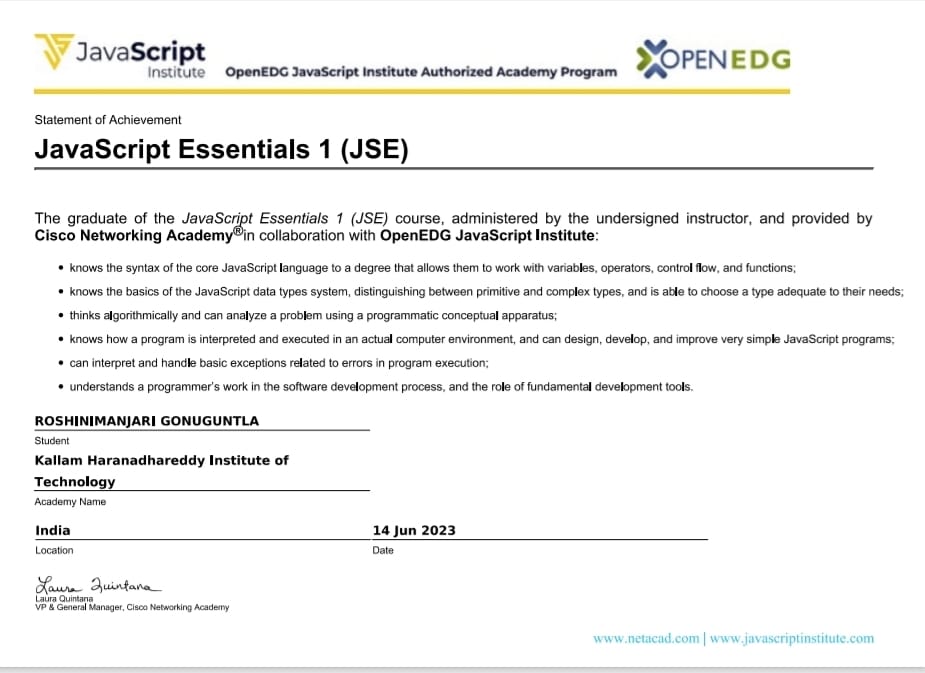 JavaScript
Institute
OpenEDG JavaScript Institute Authorized Academy Program
OPENEDG
Statement of Achievement
JavaScript Essentials 1 (JSE)
The graduate of the JavaScript Essentials 1 (JSE) course, administered by the undersigned instructor, and provided by
Cisco Networking Academy®in collaboration with OpenEDG JavaScript Institute:
• knows the syntax of the core JavaScript language to a degree that allows them to work with variables, operators, control flow, and functions;
• knows the basics of the JavaScript data types system, distinguishing between primitive and complex types, and is able to choose a type adequate to their needs;
• thinks algorithmically and can analyze a problem using a programmatic conceptual apparatus;
• knows how a program is interpreted and executed in an actual computer environment, and can design, develop, and improve very simple JavaScript programs;
• can interpret and handle basic exceptions related to errors in program execution;
• understands a programmer's work in the software development process, and the role of fundamental development tools.
ROSHINIMANJARI GONUGUNTLA
Student
Kallam Haranadhareddy Institute of
Technology
Academy Name
India 14 Jun 2023
Location Date
Laura Quintana
Laura Quintana
VP & General Manager, Cisco Networking Academy
www.netacad.com | www.javascriptinstitute.com